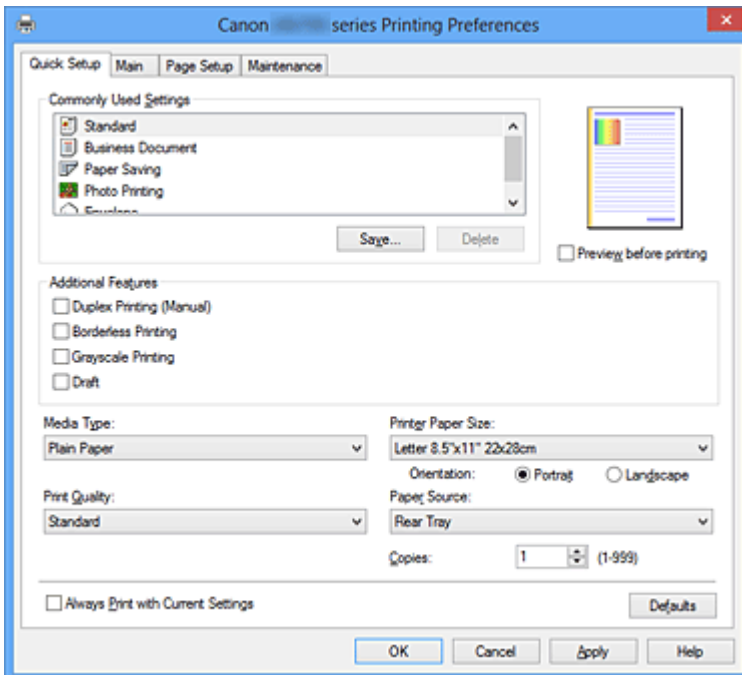 Canon series Printing Preferences
Quick Setup Main Page Setup Maintenance
Commonly Used Settings
Standard
Business Document
Paper Saving
Photo Printing
Envelope
Save... Delete
Preview before printing
Additional Features
Duplex Printing (Manual)
Borderless Printing
Grayscale Printing
Draft
Media Type: Printer Paper Size:
Plain Paper Letter 8.5"x11" 22x28cm
Orientation: Portrait Landscape
Print Quality: Paper Source:
Standard Rear Tray
Copies: 1 (1-999)
Always Print with Current Settings Defaults
OK Cancel Apply Help